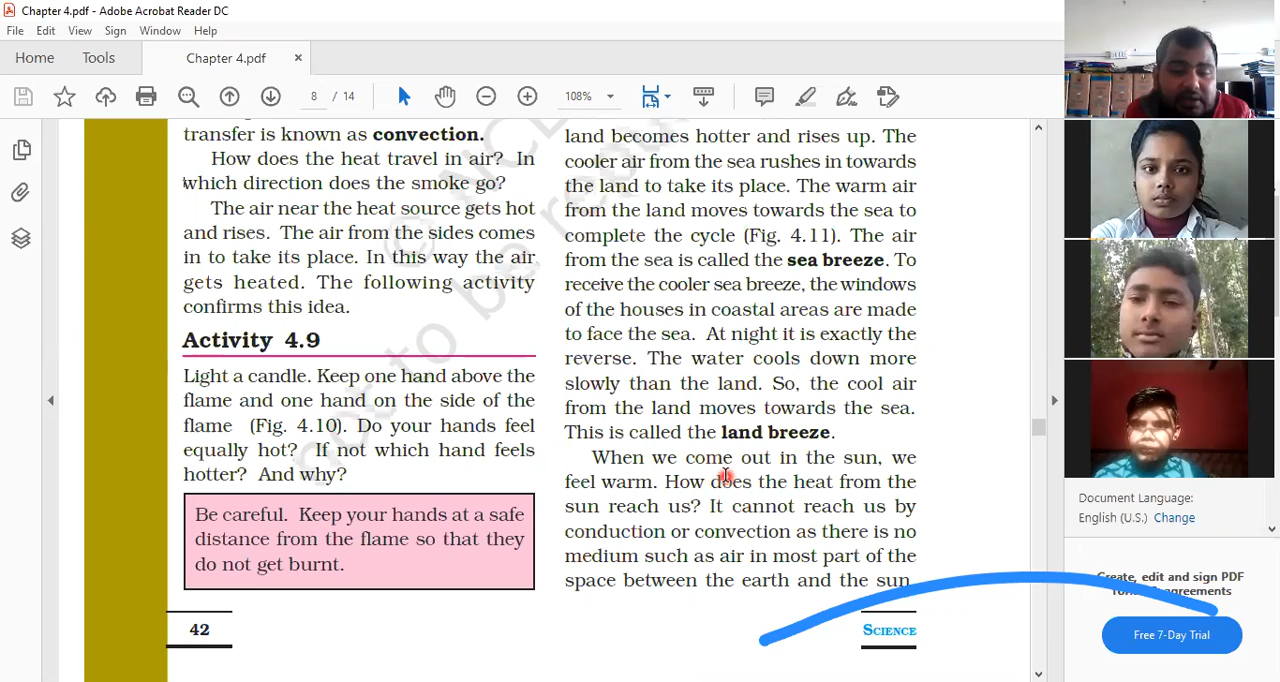 Chapter 4.pdf - Adobe Acrobat Reader DC
File Edit View Sign Window Help
Home Tools Chapter 4.pdf ×
8 / 14 108%
transfer is known as convection.
How does the heat travel in air? In
which direction does the smoke go?
The air near the heat source gets hot
and rises. The air from the sides comes
in to take its place. In this way the air
gets heated. The following activity
confirms this idea.
Activity 4.9
Light a candle. Keep one hand above the
flame and one hand on the side of the
flame (Fig. 4.10). Do your hands feel
equally hot? If not which hand feels
hotter? And why?
Be careful. Keep your hands at a safe
distance from the flame so that they
do not get burnt.
42
land becomes hotter and rises up. The
cooler air from the sea rushes in towards
the land to take its place. The warm air
from the land moves towards the sea to
complete the cycle (Fig. 4.11). The air
from the sea is called the sea breeze. To
receive the cooler sea breeze, the windows
of the houses in coastal areas are made
to face the sea. At night it is exactly the
reverse. The water cools down more
slowly than the land. So, the cool air
from the land moves towards the sea.
This is called the land breeze.
When we come out in the sun, we
feel warm. How does the heat from the
sun reach us? It cannot reach us by
conduction or convection as there is no
medium such as air in most part of the
space between the earth and the sun.
SCIENCE
© NC
not to be re
Document Language:
English (U.S.) Change
Create, edit and sign PDF
agreements
Free 7-Day Trial